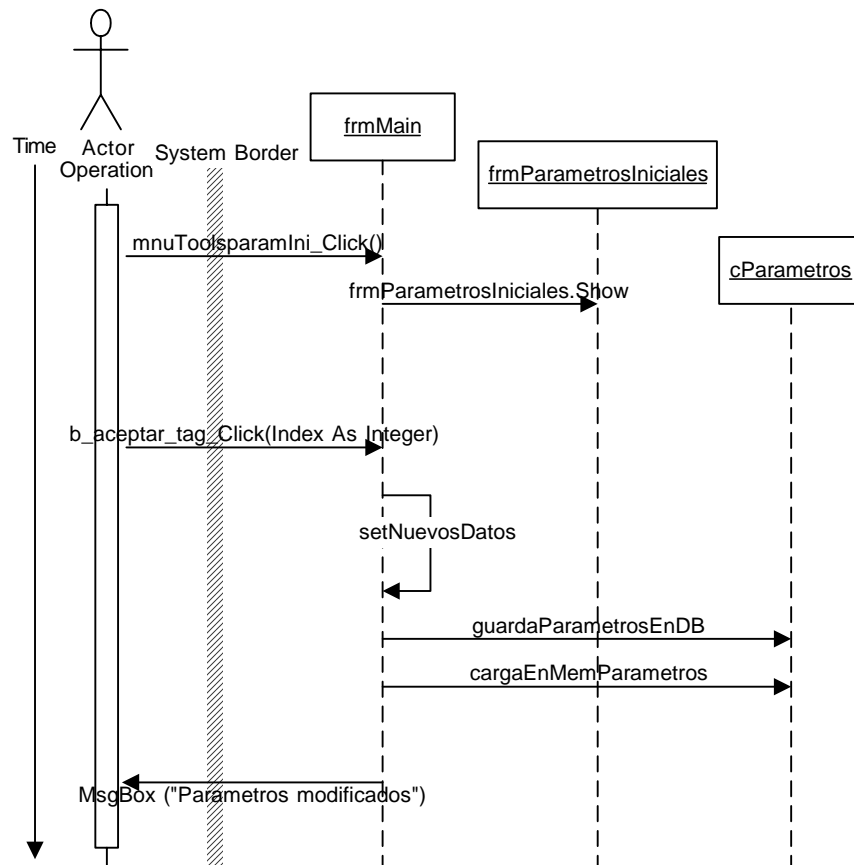 frmMain
Time
Actor
Operation
System Border
frmParametrosIniciales
mnuToolsparamIni_Click()
cParametros
frmParametrosIniciales.Show
b_aceptar_tag_Click(Index As Integer)
setNuevosDatos
guardaParametrosEnDB
cargaEnMemParametros
MsgBox ("Parametros modificados")